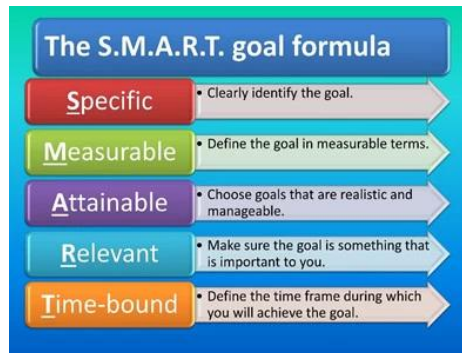 The S.M.A.R.T. goal formula
Specific
• Clearly identify the goal.
Measurable
• Define the goal in measurable terms.
Attainable
• Choose goals that are realistic and
manageable.
Relevant
• Make sure the goal is something that
is important to you.
Time-bound
• Define the time frame during which
you will achieve the goal.